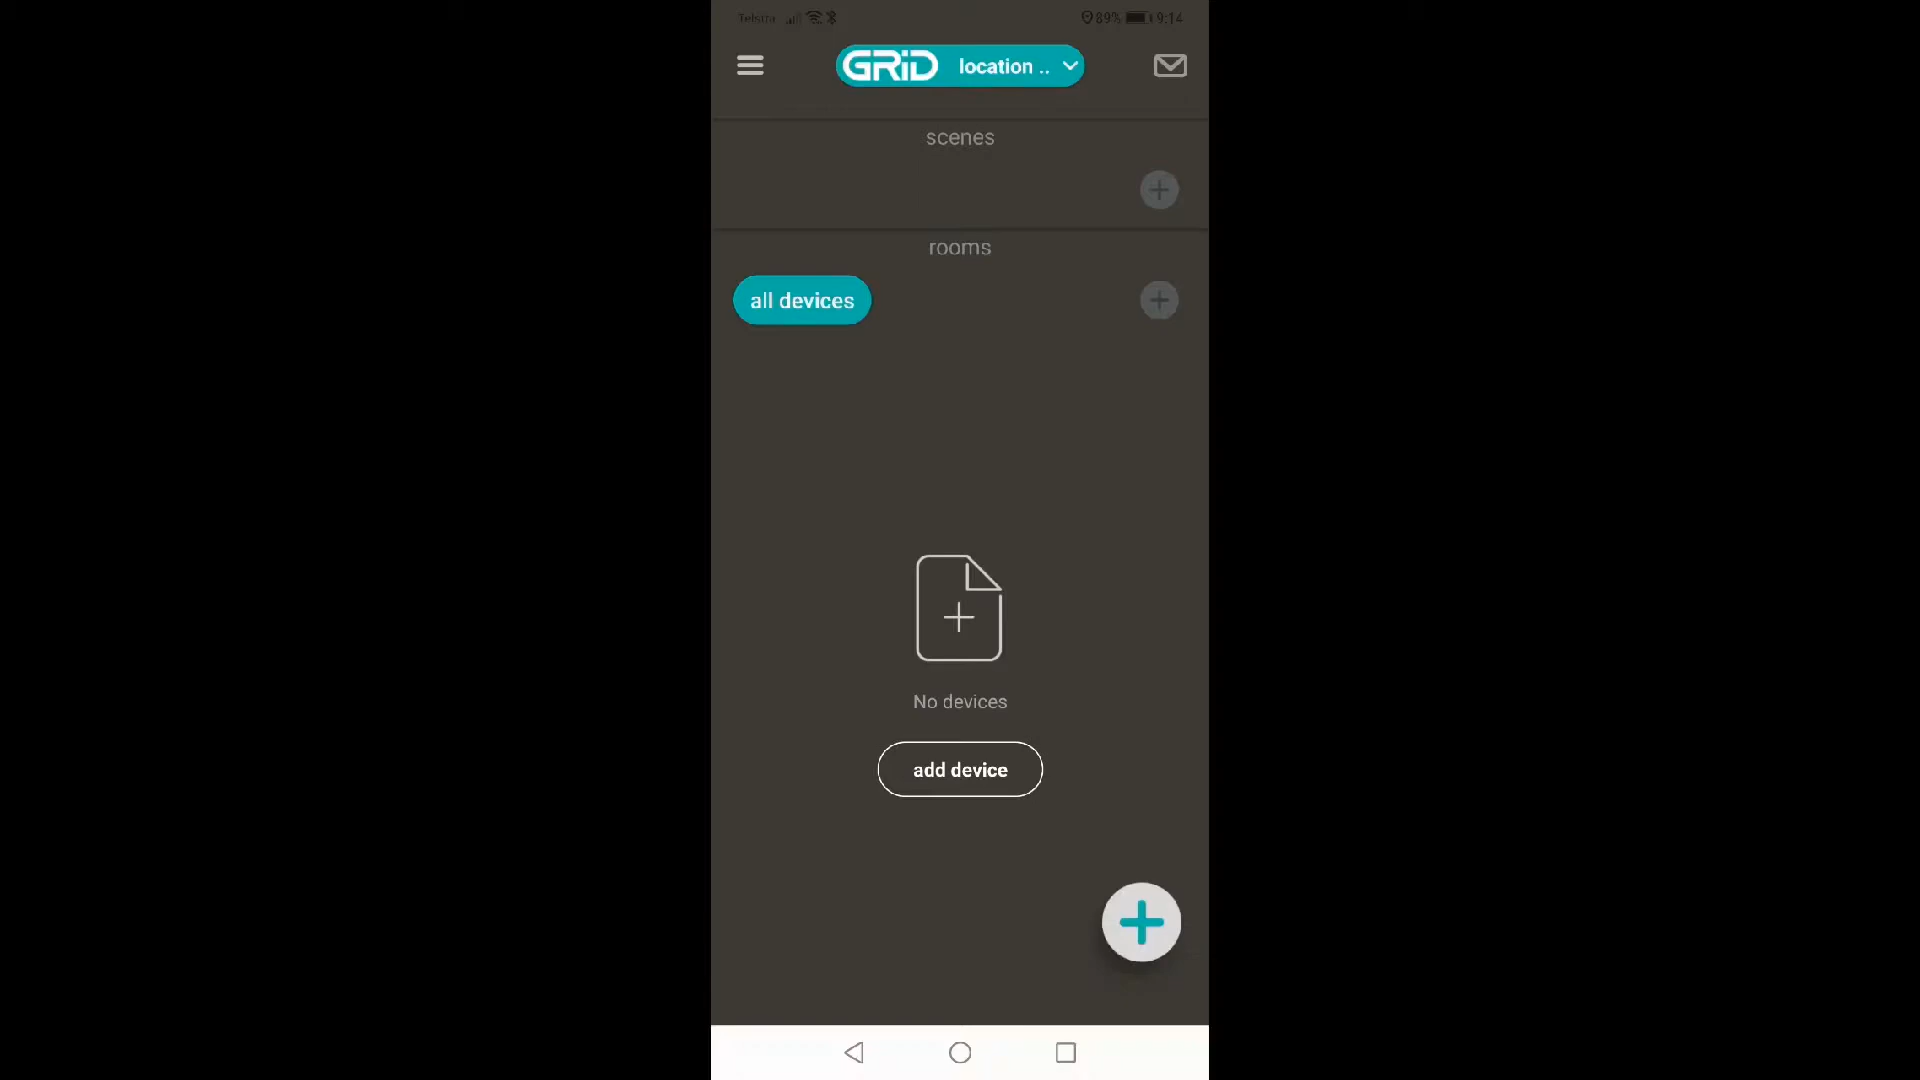 Telstra 89% 9:14
GRiD location ..
scenes
rooms
all devices
No devices
add device